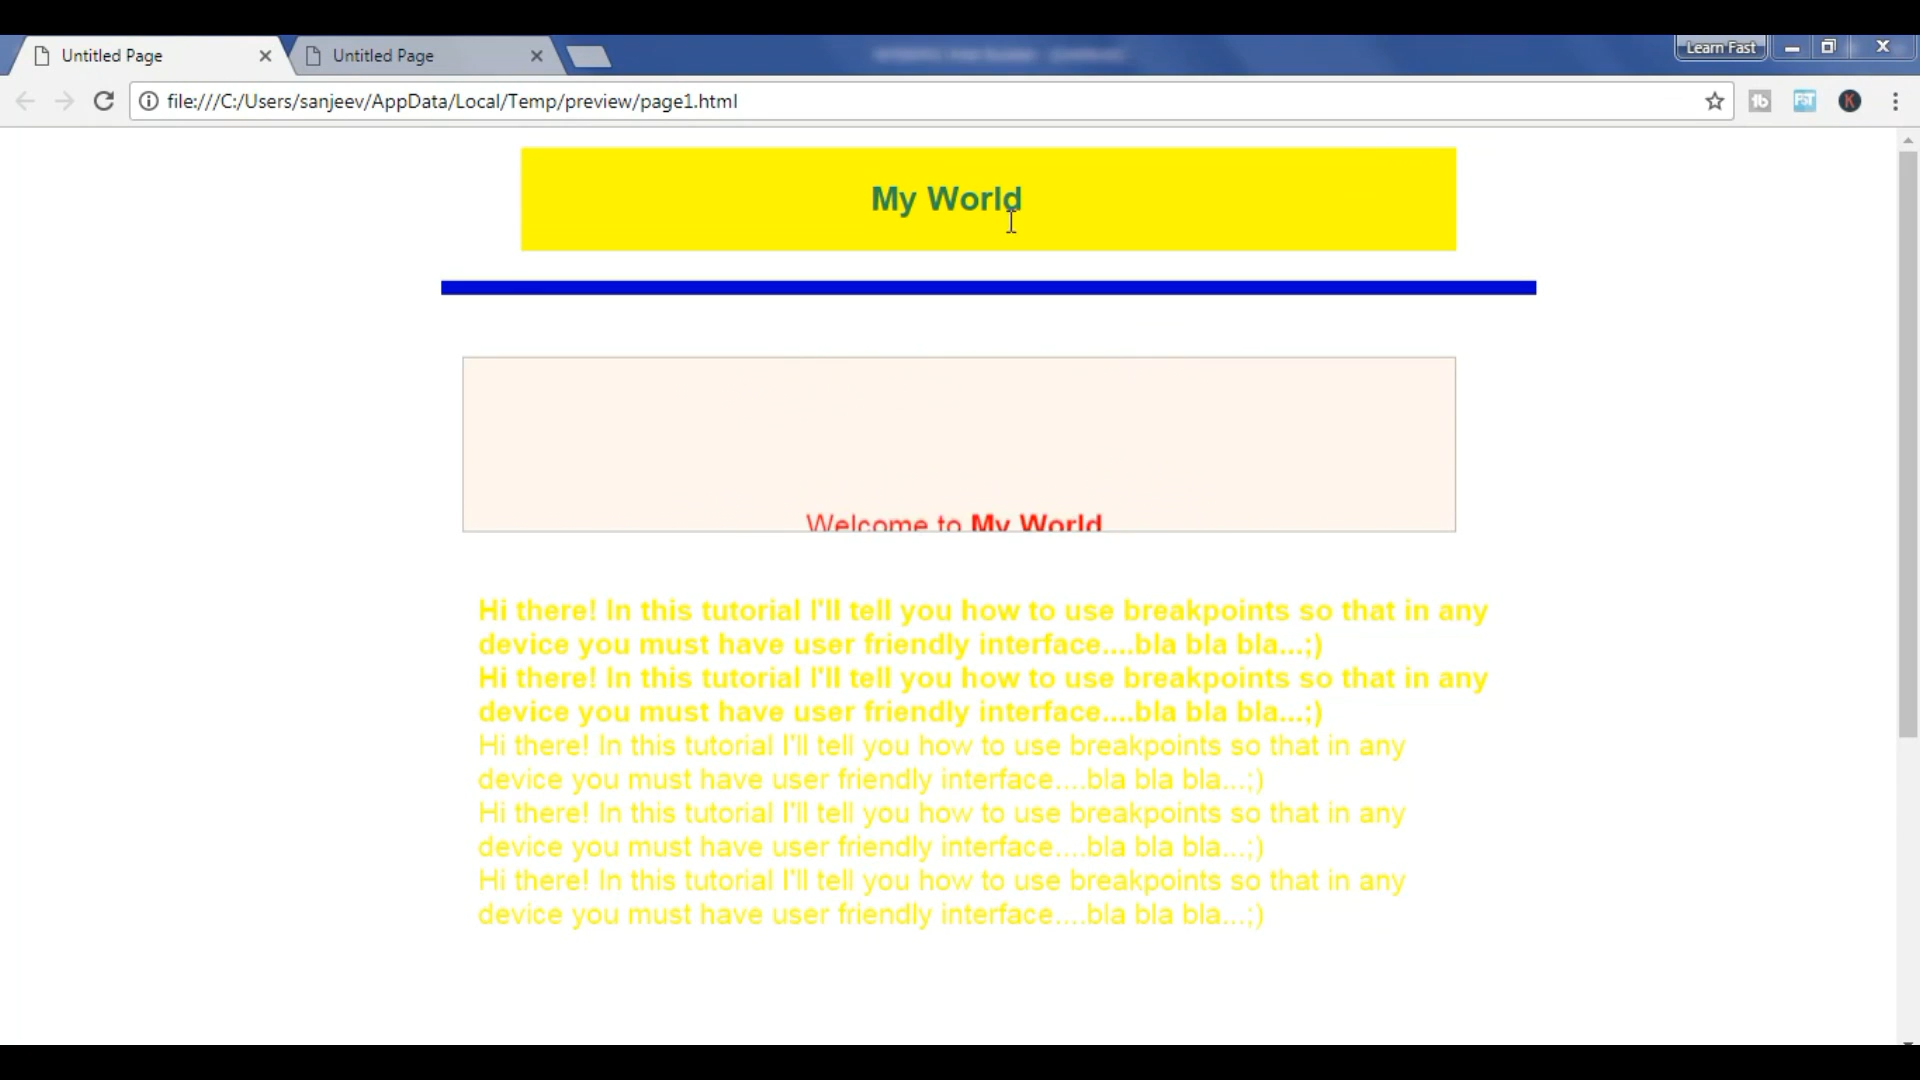 Untitled Page
Untitled Page
Learn Fast
file:///C:/Users/sanjeev/AppData/Local/Temp/preview/page1.html
My World
Welcome to My World
Hi there! In this tutorial I'll tell you how to use breakpoints so that in any
device you must have user friendly interface....bla bla bla...;)
Hi there! In this tutorial I'll tell you how to use breakpoints so that in any
device you must have user friendly interface....bla bla bla...;)
Hi there! In this tutorial I'll tell you how to use breakpoints so that in any
device you must have user friendly interface....bla bla bla...;)
Hi there! In this tutorial I'll tell you how to use breakpoints so that in any
device you must have user friendly interface....bla bla bla...;)
Hi there! In this tutorial I'll tell you how to use breakpoints so that in any
device you must have user friendly interface....bla bla bla...;)